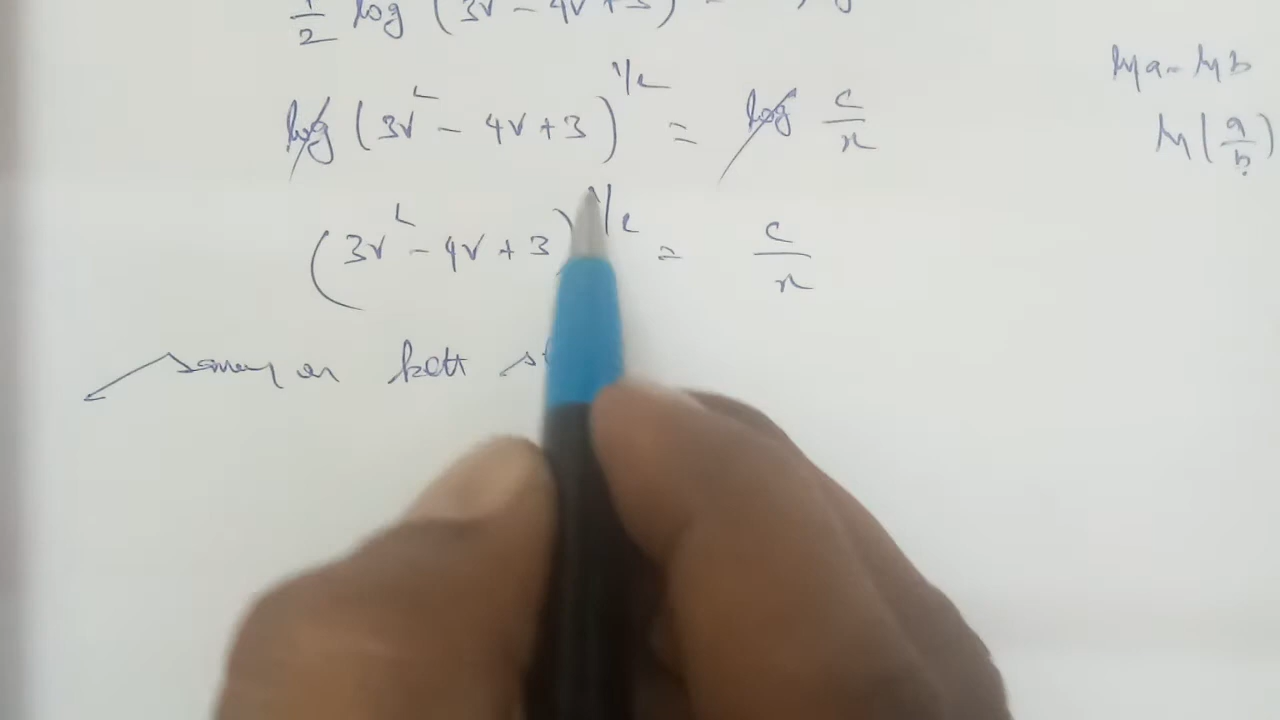 1/2 log (3v² - 4v + 3) =
log (3v² - 4v + 3)^1/2 = log c/x
log a - log b
log (a/b)
(3v² - 4v + 3)^1/2 = c/x
on both